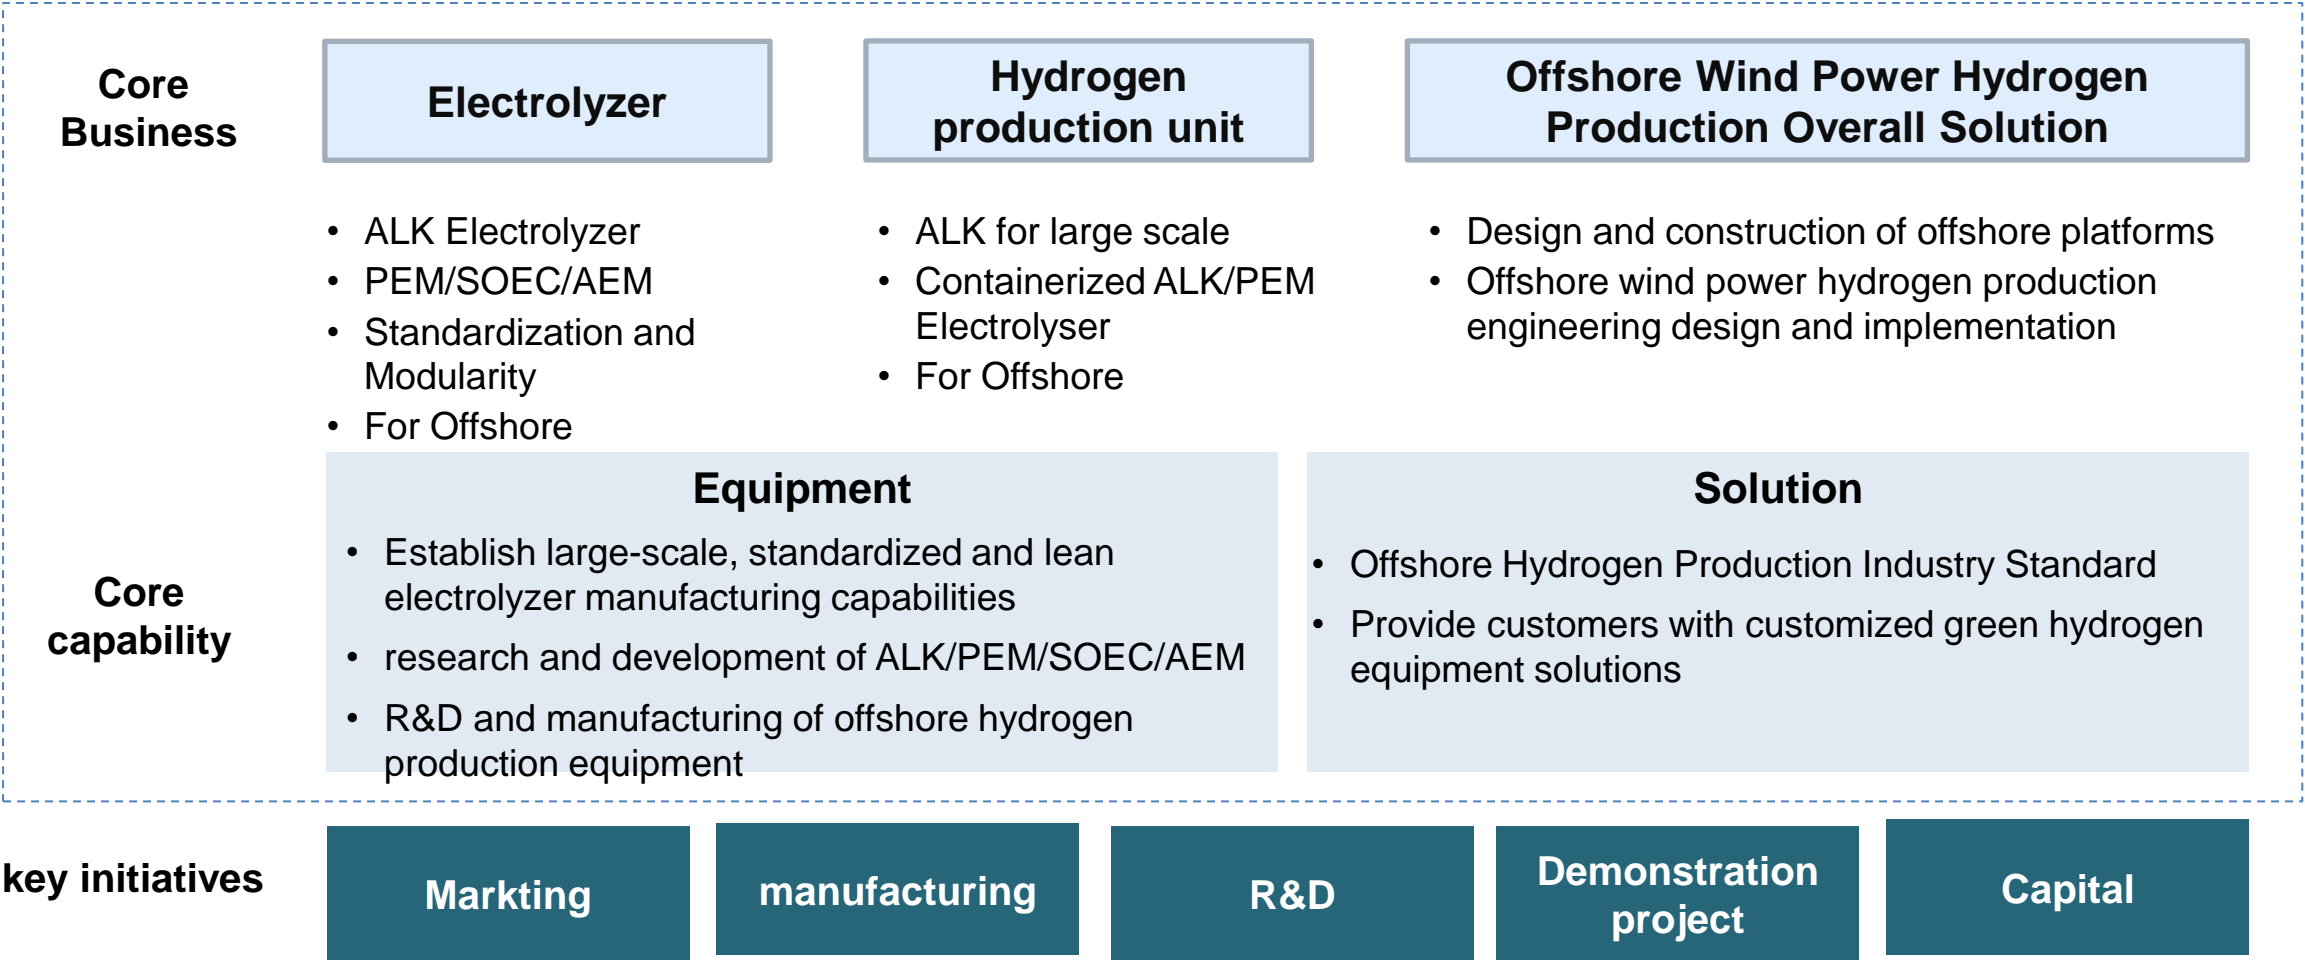 Core
Business
Electrolyzer
Hydrogen
production unit
Offshore Wind Power Hydrogen
Production Overall Solution
• ALK Electrolyzer
• PEM/SOEC/AEM
• Standardization and
Modularity
• For Offshore
• ALK for large scale
• Containerized ALK/PEM
Electrolyser
• For Offshore
• Design and construction of offshore platforms
• Offshore wind power hydrogen production
engineering design and implementation
Core
capability
Equipment
• Establish large-scale, standardized and lean
electrolyzer manufacturing capabilities
• research and development of ALK/PEM/SOEC/AEM
• R&D and manufacturing of offshore hydrogen
production equipment
Solution
• Offshore Hydrogen Production Industry Standard
• Provide customers with customized green hydrogen
equipment solutions
key initiatives
Markting
manufacturing
R&D
Demonstration
project
Capital